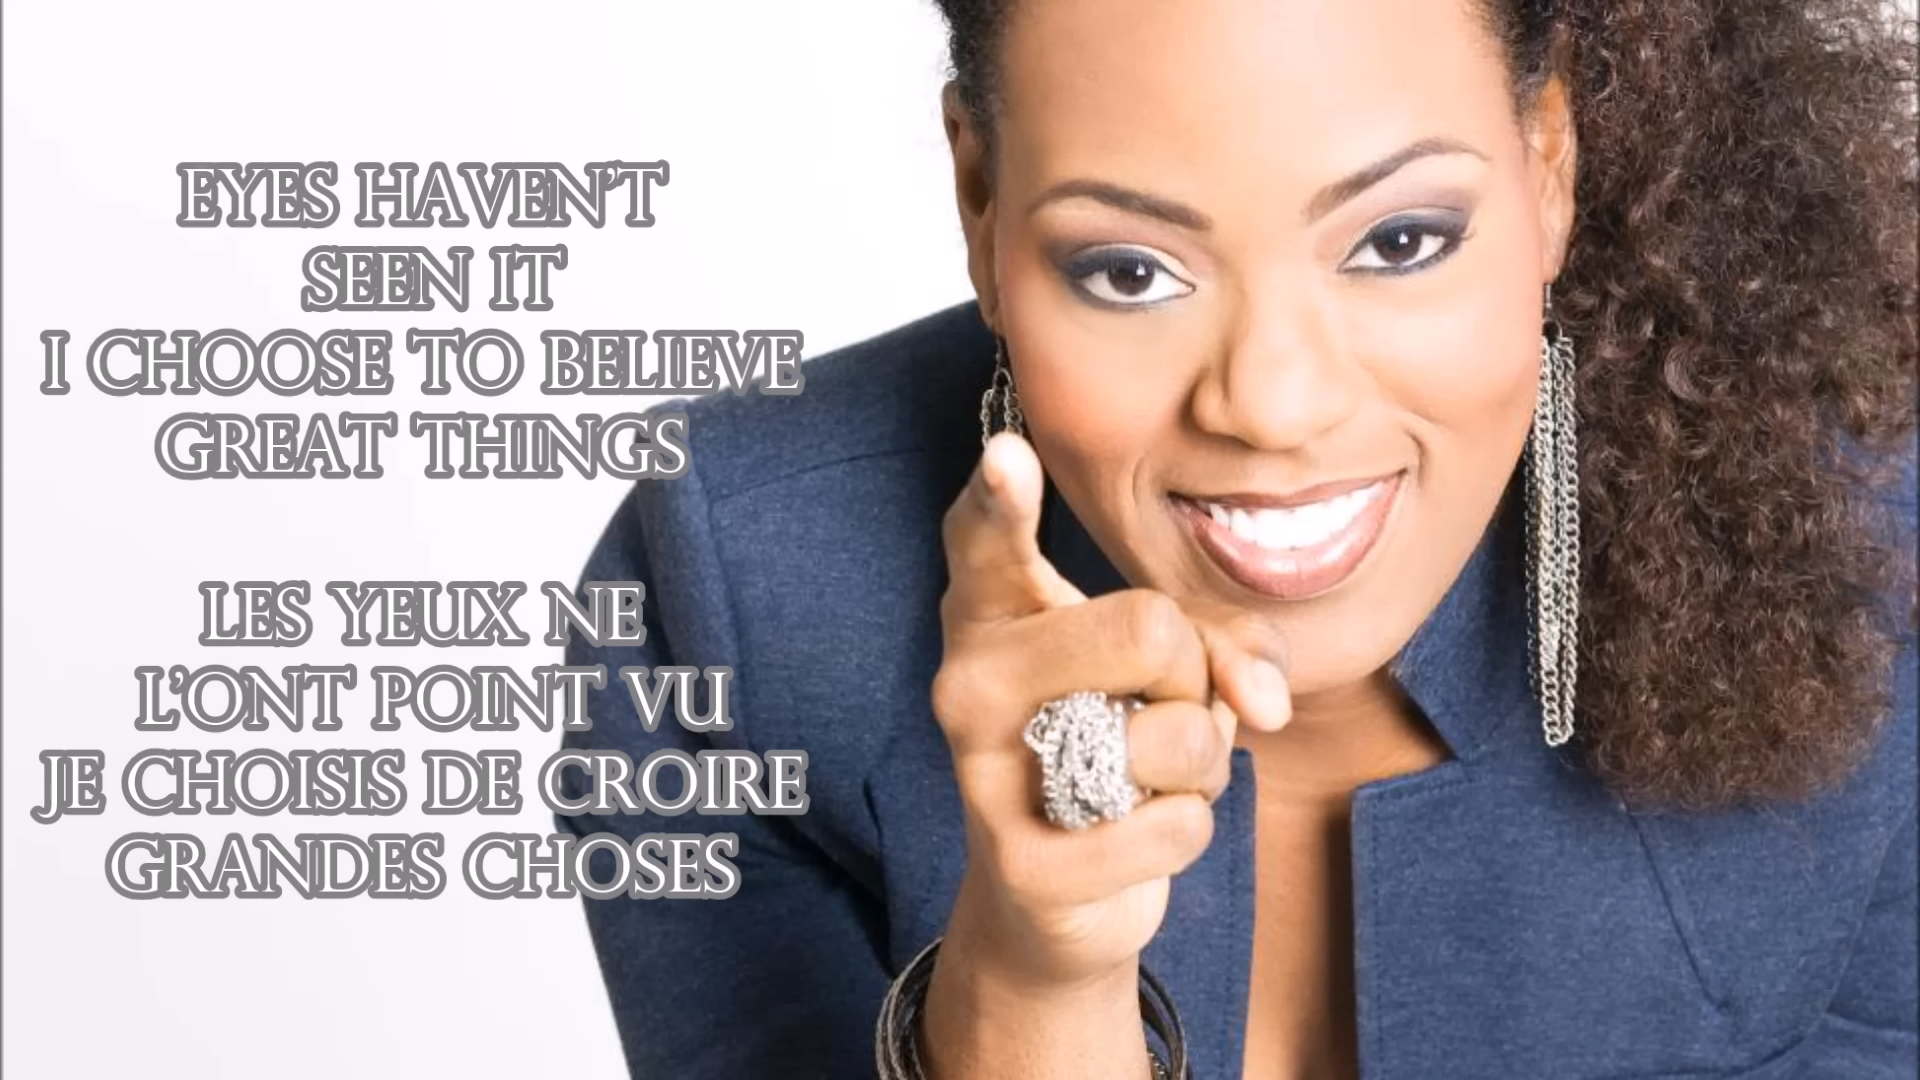 EYES HAVEN'T
SEEN IT
I CHOOSE TO BELIEVE
GREAT THINGS
LES YEUX NE
L'ONT POINT VU
JE CHOISIS DE CROIRE
GRANDES CHOSES